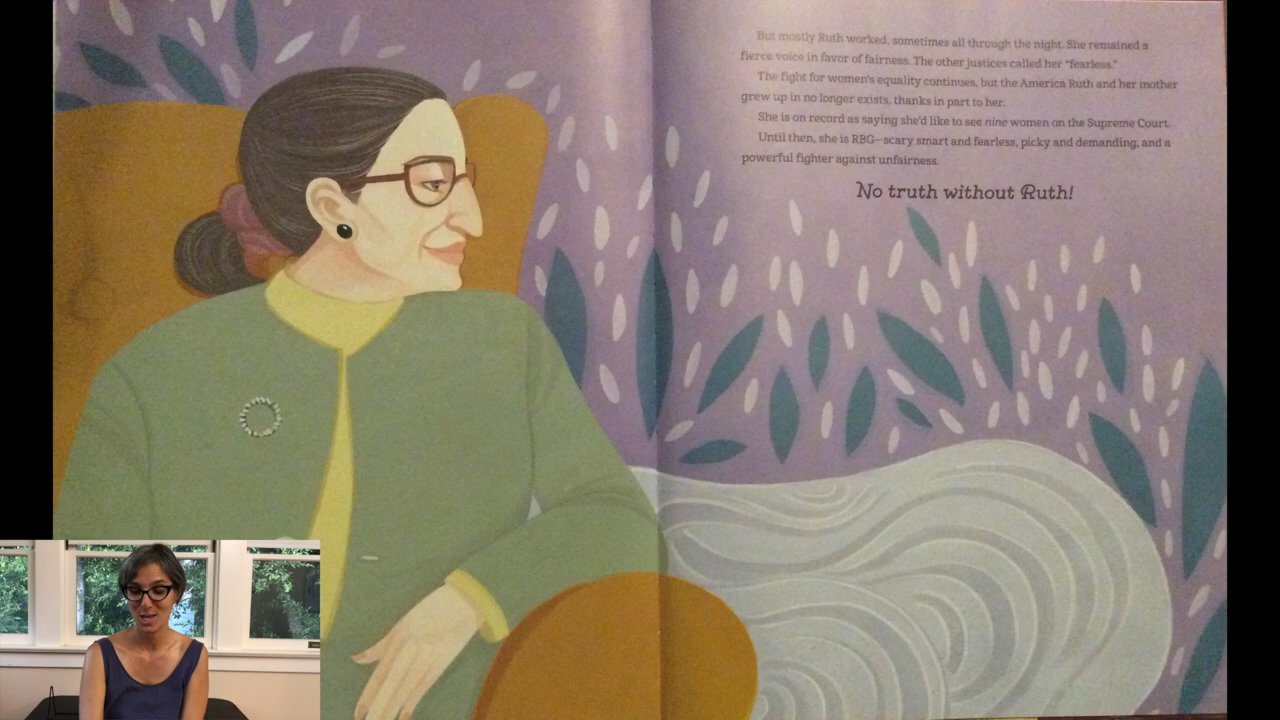 But mostly Ruth worked, sometimes all through the night. She remained a
fierce voice in favor of fairness. The other justices called her “fearless.”
The fight for women’s equality continues, but the America Ruth and her mother
grew up in no longer exists, thanks in part to her.
She is on record as saying she’d like to see nine women on the Supreme Court.
Until then, she is RBG—scary smart and fearless, picky and demanding, and a
powerful fighter against unfairness.
No truth without Ruth!